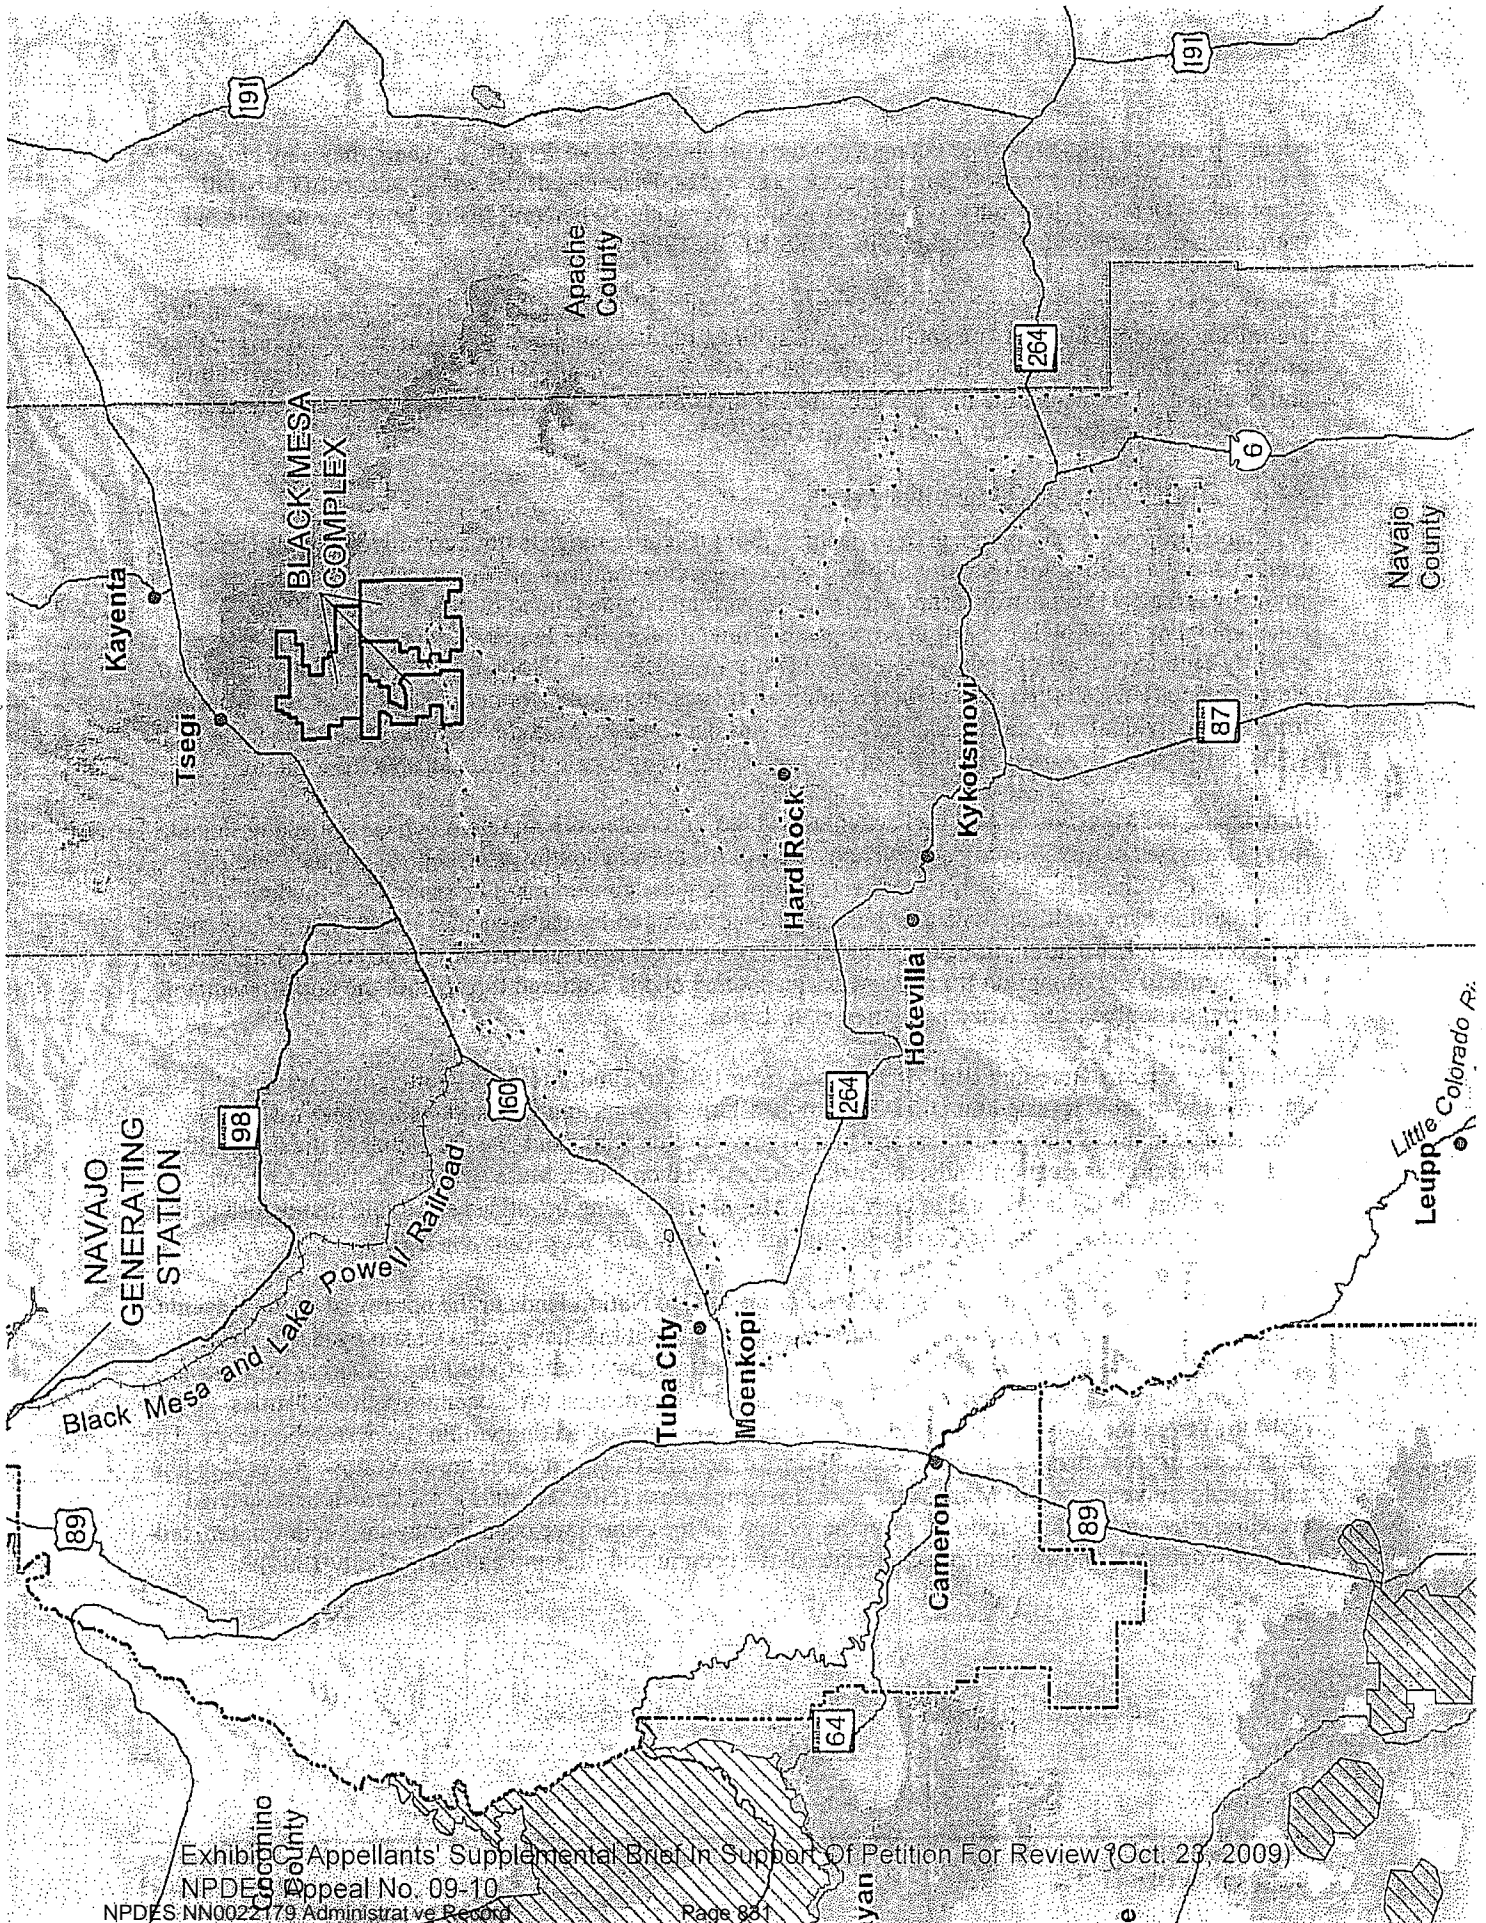 191
191
Apache
County
264
BLACK MESA
COMPLEX
6
Navajo
County
Kayenta
Tsegi
87
Kykotsmovi
Hard Rock
Hotevilla
264
98
160
NAVAJO
GENERATING
STATION
Black Mesa and Lake Powell Railroad
Little Colorado
Leupp
Tuba City
Moenkopi
Cameron
89
89
64
County
yan
e
Exhibit C. Appellants' Supplemental Brief In Support Of Petition For Review (Oct. 23, 2009)
NPDES Appeal No. 09-10
NPDES NN0022179 Administrative Record
Page 831